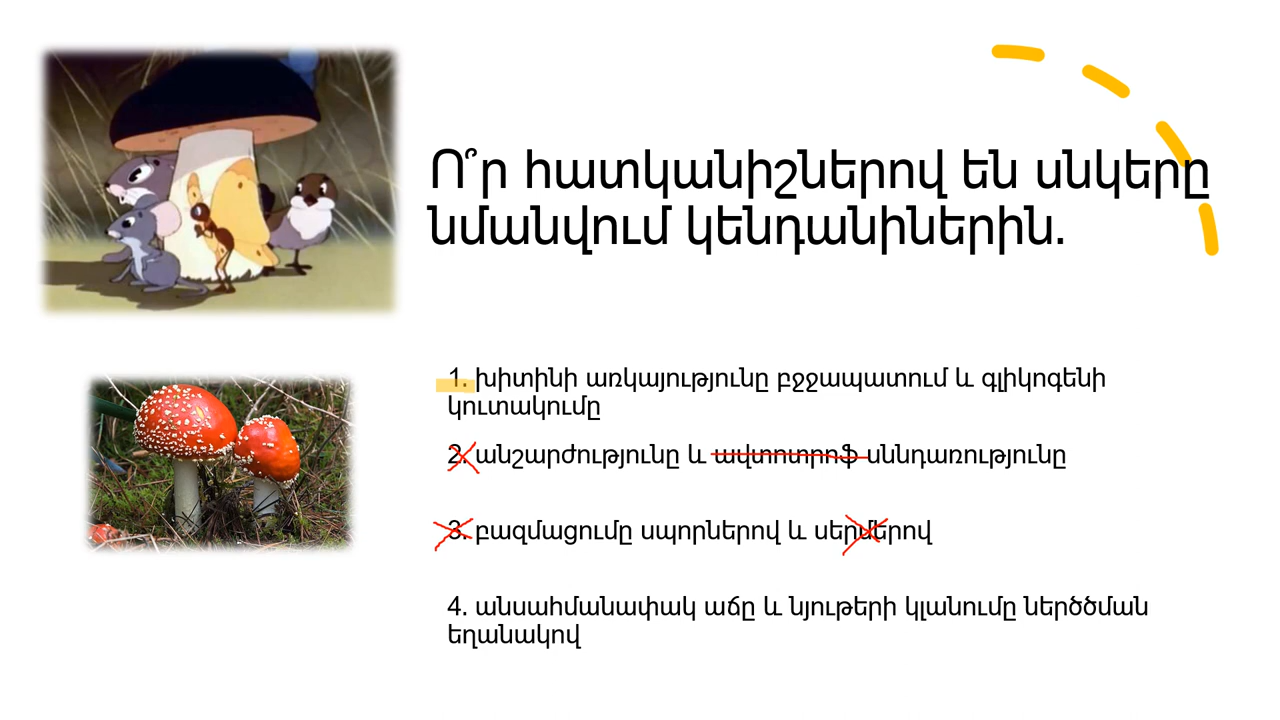 Ո՞ր հատկանիշներով են սնկերը
նմանվում կենդանիներին.
1. խիտինի առկայությունը բջջապատում և գլիկոգենի
կուտակումը
2. անշարժությունը և ավտոտրոֆ սննդառությունը
3. բազմացումը սպորներով և սերմերով
4. անսահմանափակ աճը և նյութերի կլանումը ներծծման
եղանակով